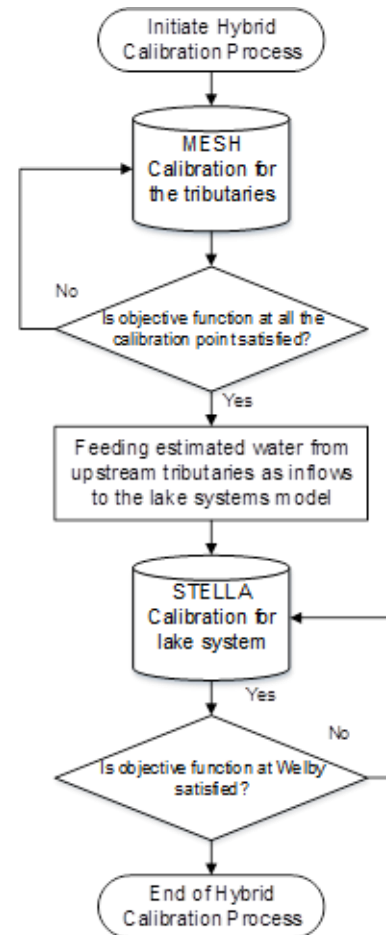 Initiate Hybrid
Calibration Process
MESH
Calibration for
the tributaries
No
Is objective function at all the
calibration point satisfied?
Yes
Feeding estimated water from
upstream tributaries as inflows
to the lake systems model
STELLA
Calibration for
lake system
Yes
No
Is objective function at Welby
satisfied?
End of Hybrid
Calibration Process